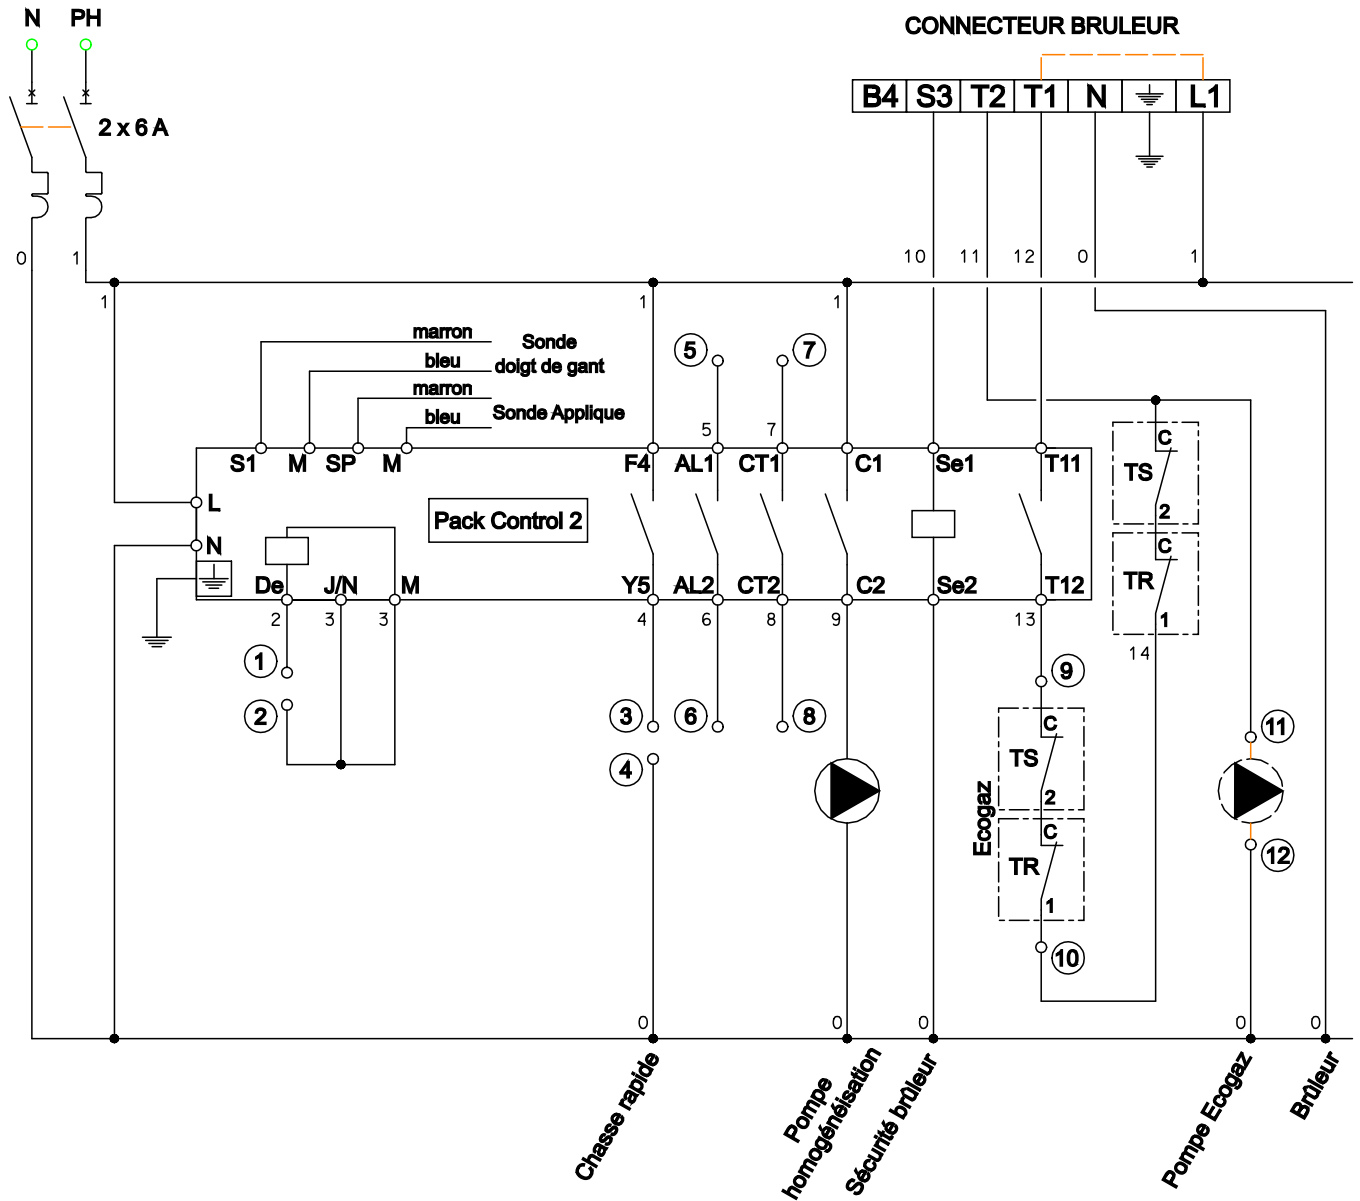 N PH
CONNECTEUR BRULEUR
B4 S3 T2 T1 N L1
2 x 6 A
0 1 10 11 12 0 1
1 1 1
marron
Sonde
bleu
doigt de gant
marron
bleu
Sonde Applique
5 7
5 7
S1 M SP M F4 AL1 CT1 C1 Se1 T11
L
Pack Control 2
N
De J/N M Y5 AL2 CT2 C2 Se2 T12
2 3 3 4 6 8 9 13
C
TS
2
C
TR
1
14
1
2
3
4
6
8
9
C
TS
2
Ecogaz
C
TR
1
10
11
12
0 0 0 0 0
Chasse rapide
Pompe
homogénéisation
Sécurité brûleur
Pompe Ecogaz
Brûleur